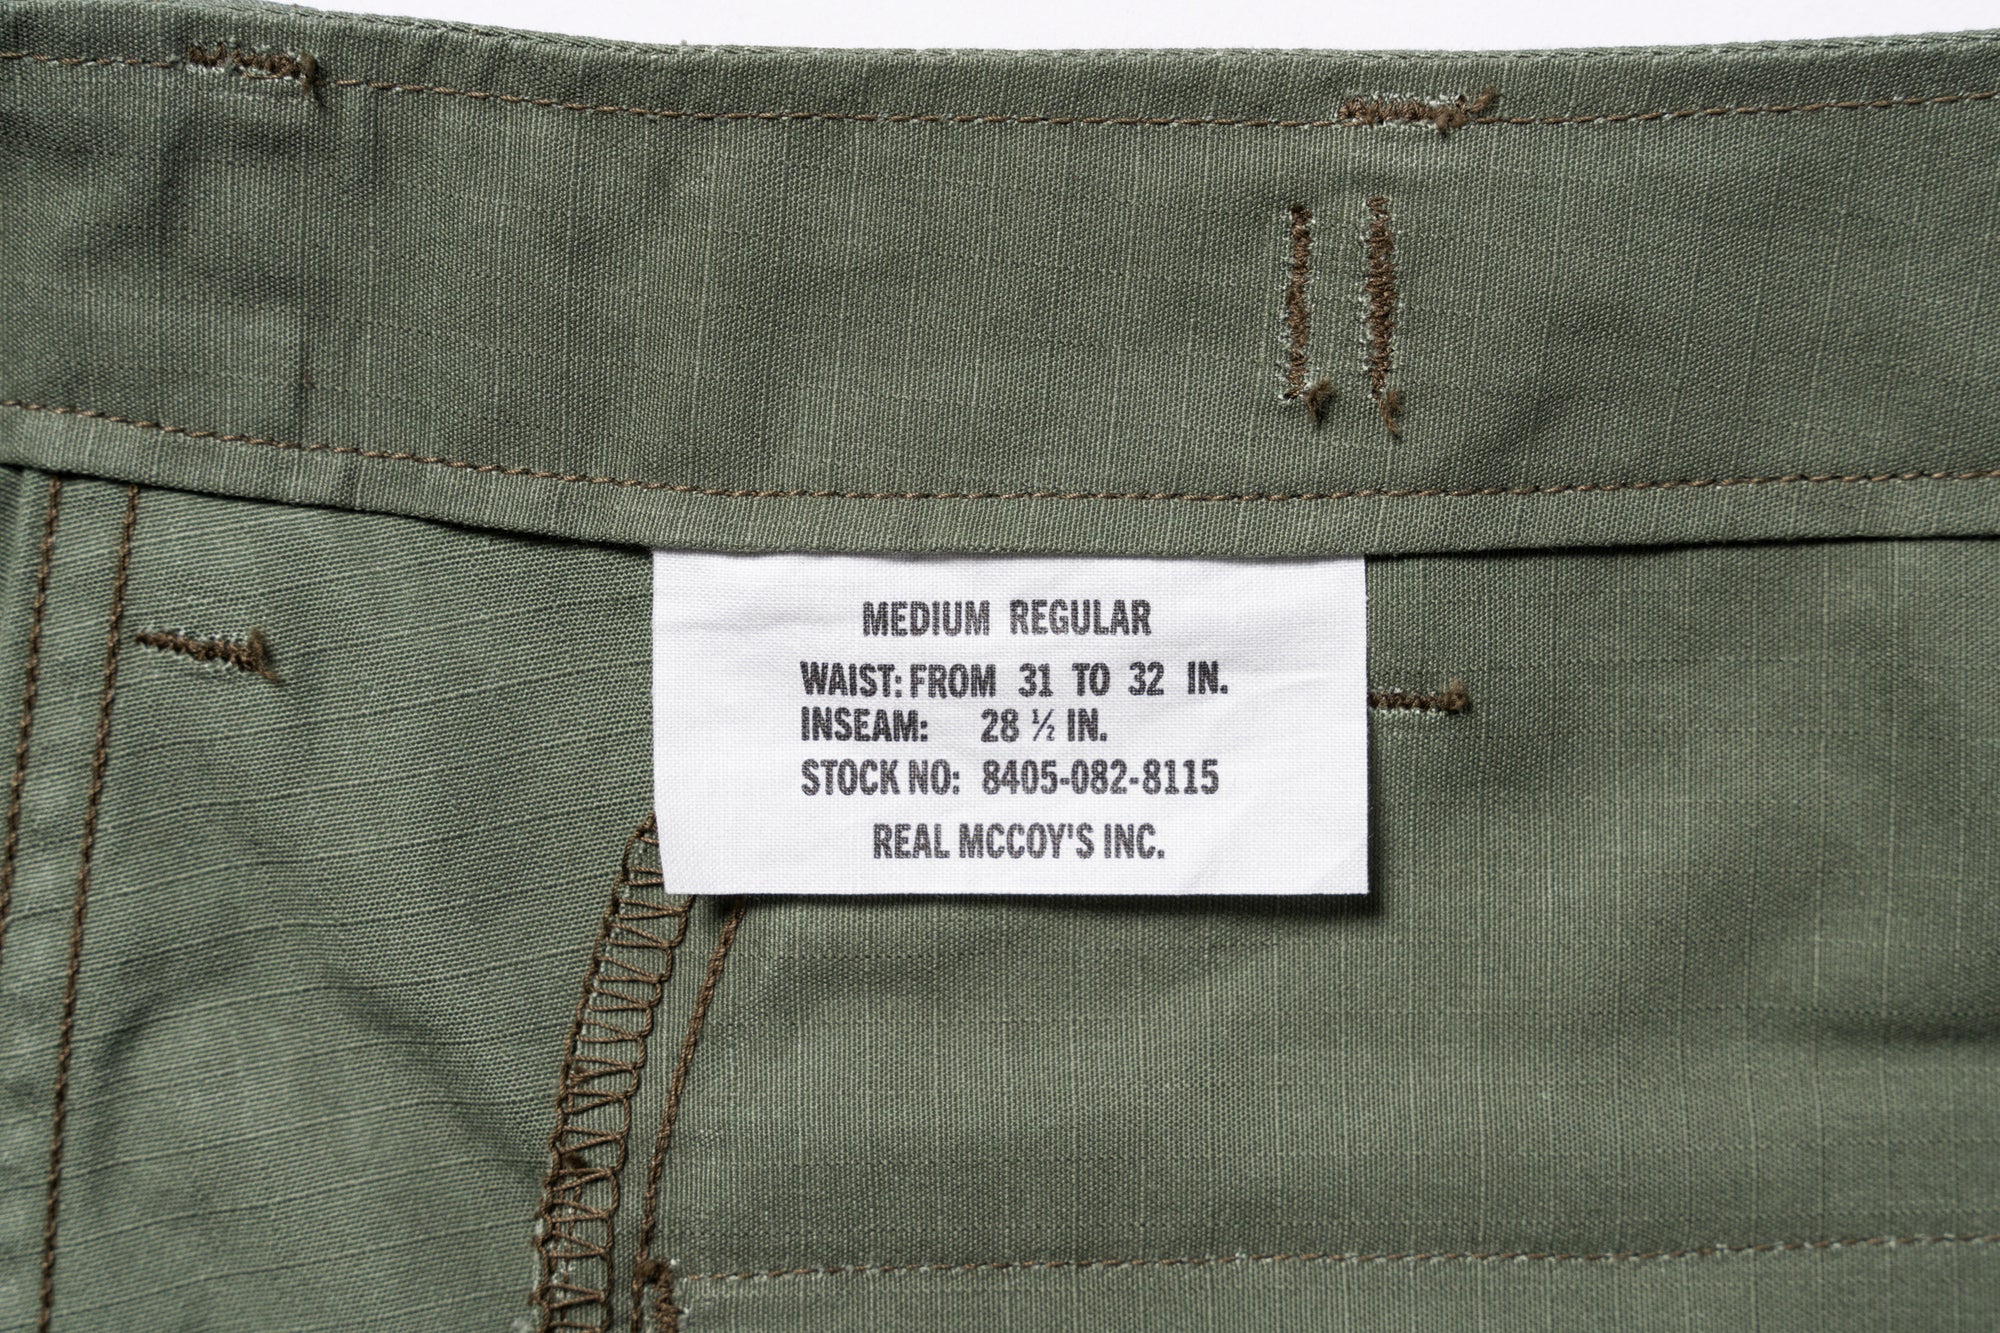 MEDIUM REGULAR
WAIST: FROM 31 TO 32 IN.
INSEAM: 28 ½ IN.
STOCK NO: 8405-082-8115
REAL MCCOY'S INC.